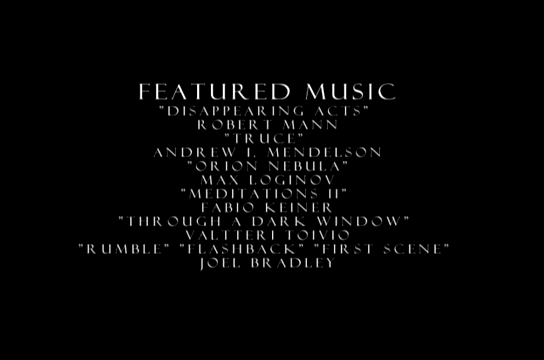 FEATURED MUSIC
"DISAPPEARING ACTS"
ROBERT MANN
"TRUCE"
ANDREW I. MENDELSON
"ORION NEBULA"
MAX LOGINOV
"MEDITATIONS II"
FABIO KEINER
"THROUGH A DARK WINDOW"
VALTTERI TOIVIO
"RUMBLE" "FLASHBACK" "FIRST SCENE"
JOEL BRADLEY